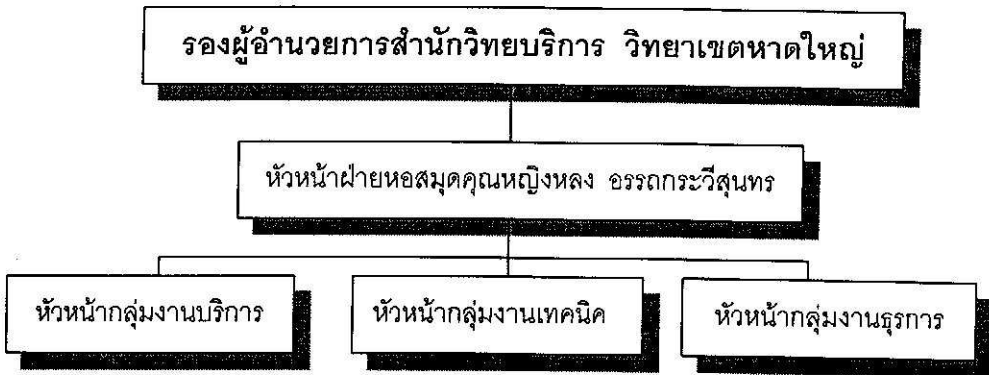 รองผู้อำนวยการสำนักวิทยบริการ วิทยาเขตหาดใหญ่
หัวหน้าฝ่ายหอสมุดคุณหญิงหลง อรรถกระวีสุนทร
หัวหน้ากลุ่มงานบริการ
หัวหน้ากลุ่มงานเทคนิค
หัวหน้ากลุ่มงานธุรการ